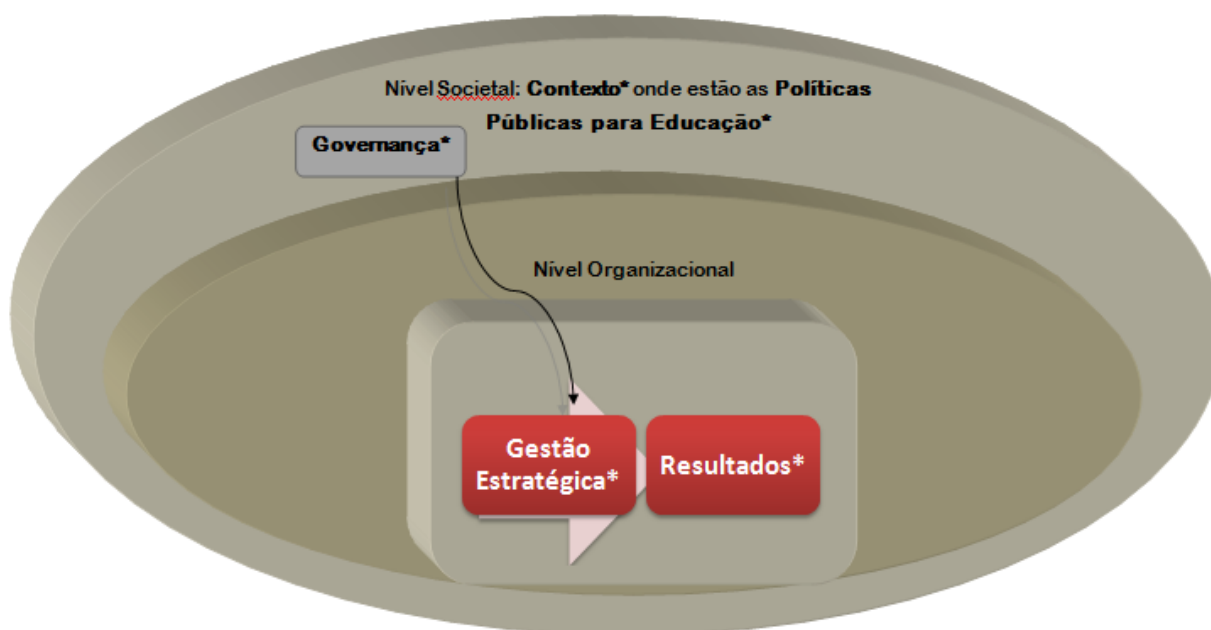 Nível Societal: Contexto* onde estão as Políticas
Públicas para Educação*
Governança*
Nível Organizacional
Gestão
Estratégica*
Resultados*